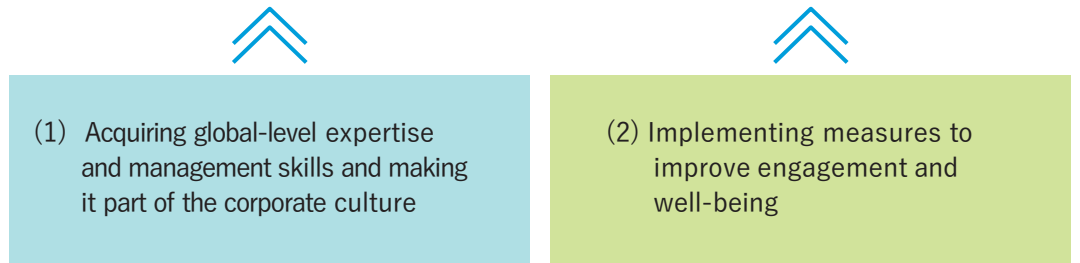 (1) Acquiring global-level expertise
and management skills and making
it part of the corporate culture
(2) Implementing measures to
improve engagement and
well-being